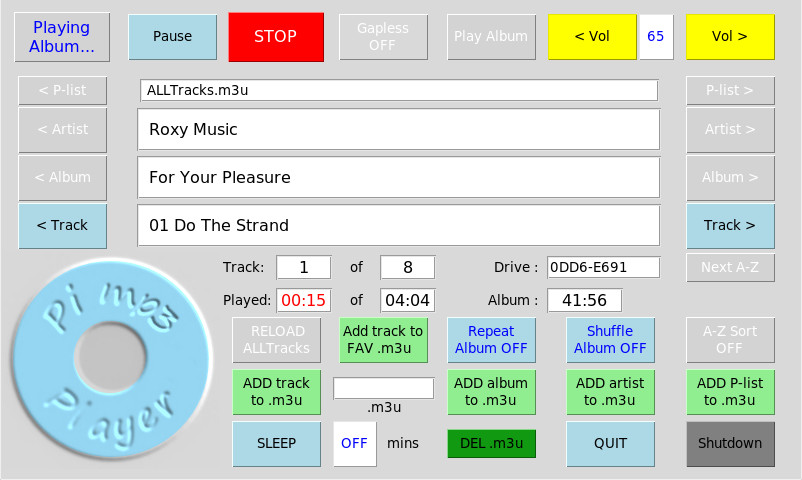 Playing
Album...
Pause
STOP
Gapless
OFF
Play Album
< Vol
65
Vol >
< P-list
ALLTracks.m3u
P-list >
< Artist
Roxy Music
Artist >
< Album
For Your Pleasure
Album >
< Track
01 Do The Strand
Track >
Track:
1
of
8
Drive :
0DD6-E691
Next A-Z
Played:
00:15
of
04:04
Album :
41:56
Pi mp3
Player
RELOAD
ALLTracks
Add track to
FAV .m3u
Repeat
Album OFF
Shuffle
Album OFF
A-Z Sort
OFF
ADD track
to .m3u
.m3u
ADD album
to .m3u
ADD artist
to .m3u
ADD P-list
to .m3u
SLEEP
OFF
mins
DEL .m3u
QUIT
Shutdown